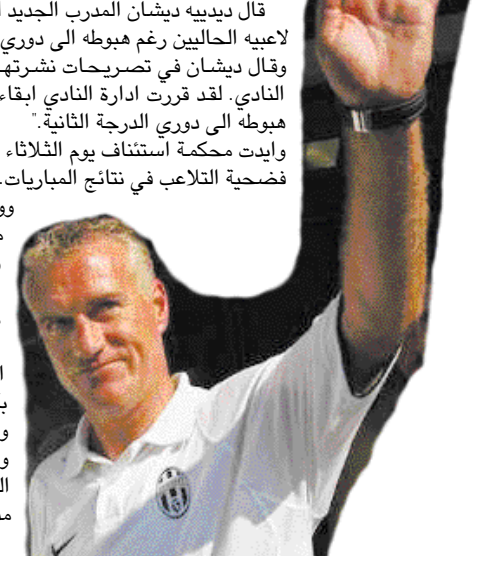 قال ديدييه ديشان المدرب الجديد
لاعبيه الحاليين رغم هبوطه الى دوري
وقال ديشان في تصريحات نشرتها
النادي. لقد قررت ادارة النادي ابقاء
هبوطه الى دوري الدرجة الثانية."
وايدت محكمة استئناف يوم الثلاثاء
فضحية التلاعب في نتائج المباريات.